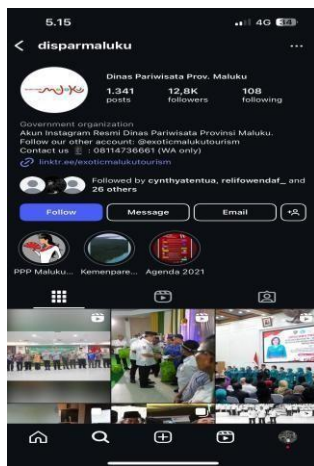 5.15
4G
disparmaluku
Dinas Pariwisata Prov. Maluku
1.341 12,8K 108
posts followers following
Government organization
Akun Instagram Resmi Dinas Pariwisata Provinsi Maluku.
Follow our other account: @exoticmalukutourism
Contact us 📱 : 08114736661 (WA only)
linktr.ee/exoticmalukutourism
Followed by cynthyatentua, relifowendaf_ and
26 others
Follow Message Email
PPP Maluku... Kemenpare... Agenda 2021